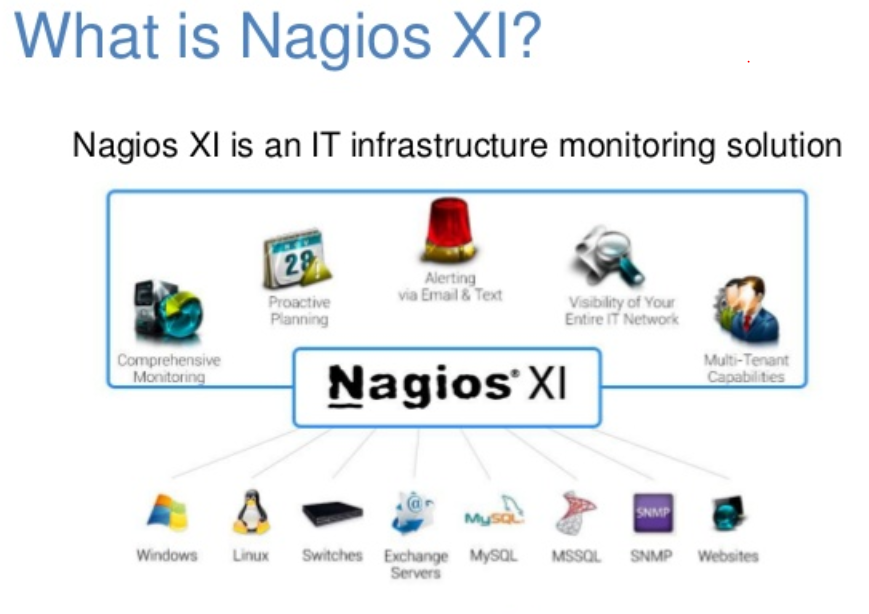 What is Nagios XI?
Nagios XI is an IT infrastructure monitoring solution
NOV
28
Alerting
via Email & Text
Proactive
Planning
Visibility of Your
Entire IT Network
Comprehensive
Monitoring
Multi-Tenant
Capabilities
Nagios® XI
@
MySQL
SNMP
Windows
Linux
Switches
Exchange
Servers
MySQL
MSSQL
SNMP
Websites